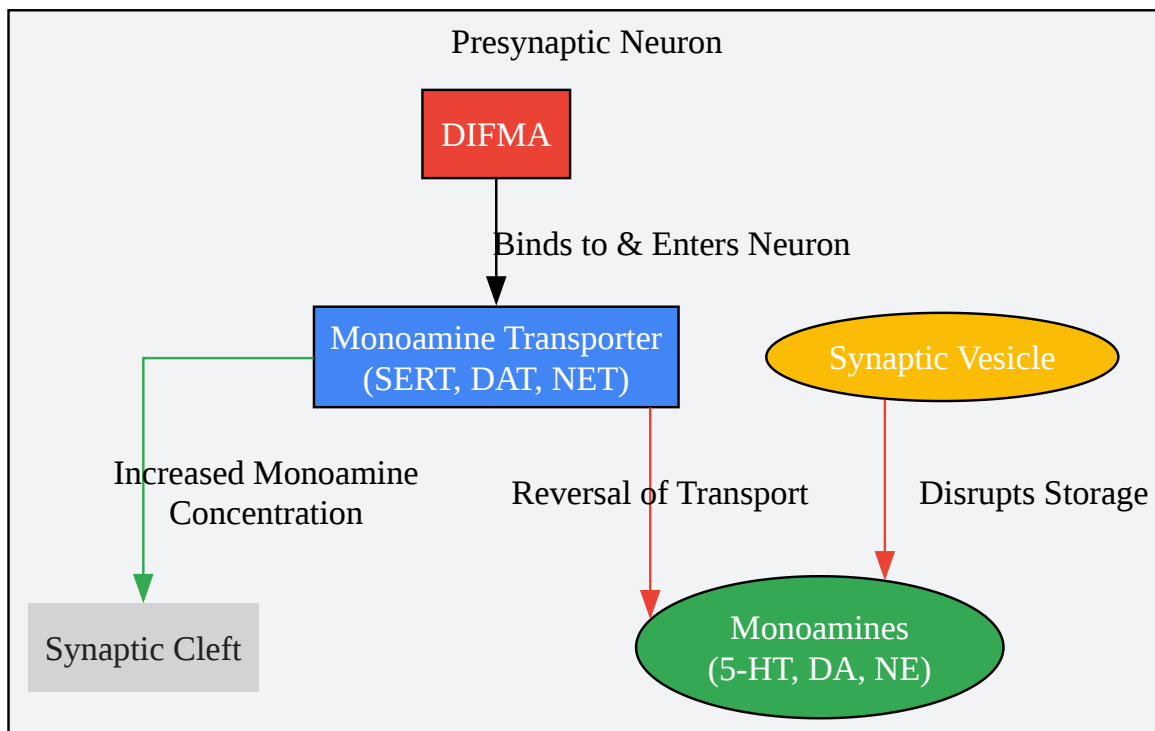 Presynaptic Neuron
DIFMA
Binds to & Enters Neuron
Monoamine Transporter
(SERT, DAT, NET)
Synaptic Vesicle
Increased Monoamine
Concentration
Reversal of Transport
Disrupts Storage
Synaptic Cleft
Monoamines
(5-HT, DA, NE)